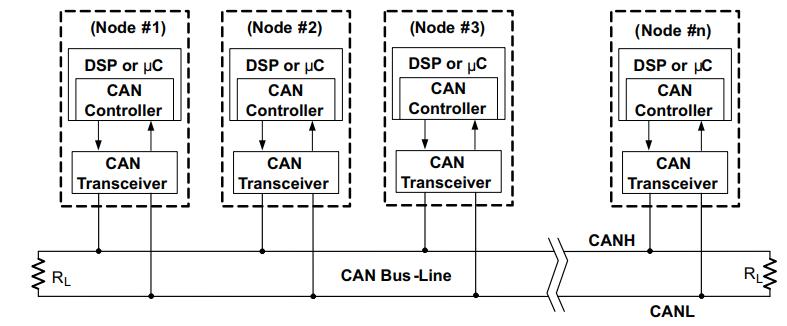 (Node #1)
DSP or µC
CAN
Controller
CAN
Transceiver
(Node #2)
DSP or µC
CAN
Controller
CAN
Transceiver
(Node #3)
DSP or µC
CAN
Controller
CAN
Transceiver
(Node #n)
DSP or µC
CAN
Controller
CAN
Transceiver
CANH
RL
CAN Bus-Line
RL
CANL